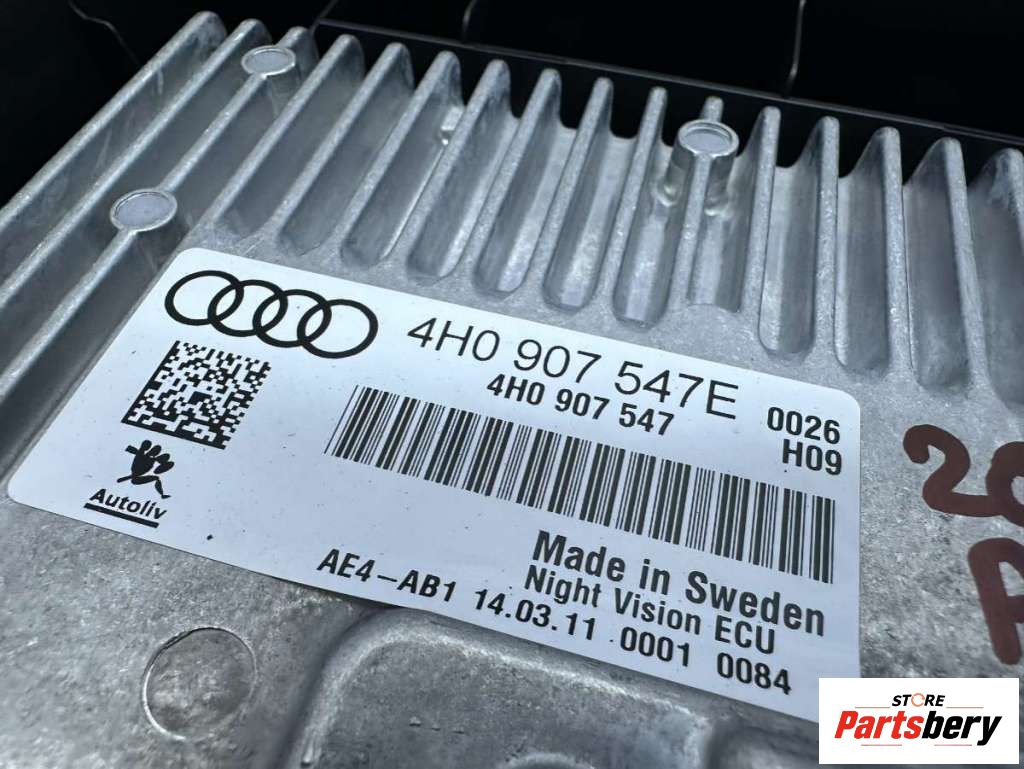 4H0 907 547E
4H0 907 547
0026
H09
Autoliv
Made in Sweden
Night Vision ECU
AE4-AB1 14.03.11 0001 0084
STORE
Partsbery